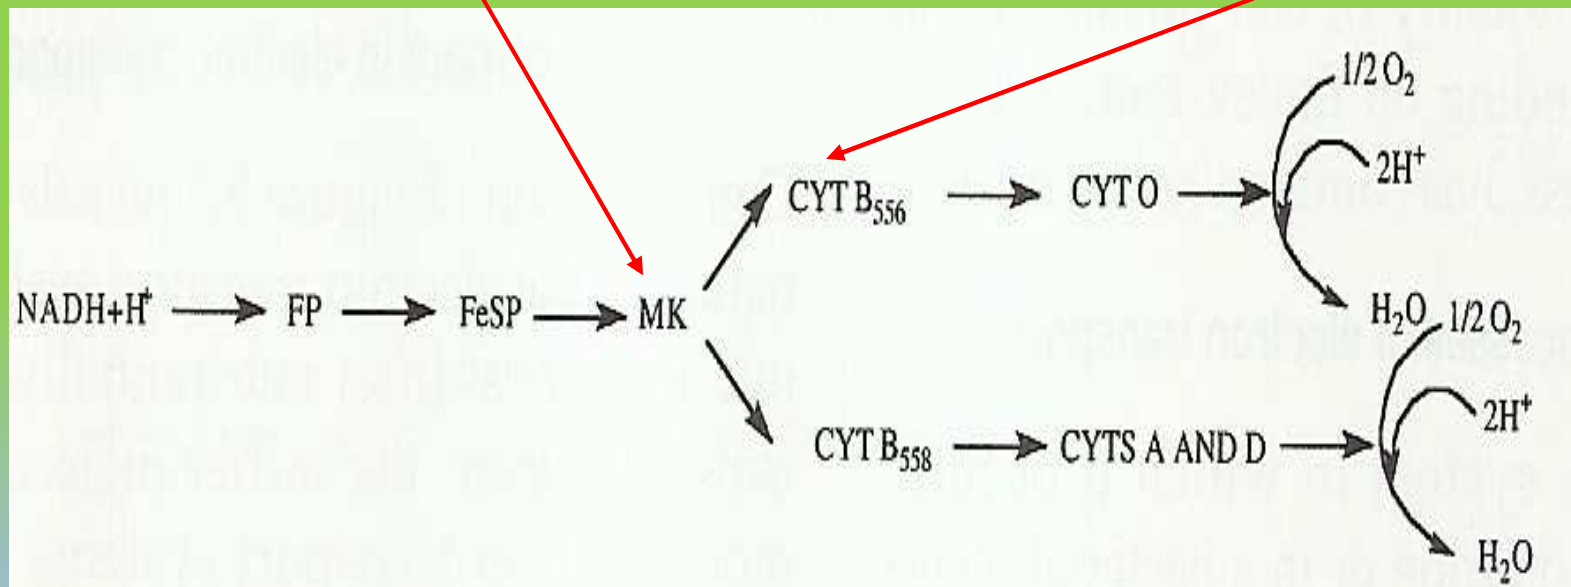 1/2 O₂
2H⁺
CYT B₅₅₆ CYT O
H₂O
NADH+H⁺ FP FeSP MK
1/2 O₂
2H⁺
CYT B₅₅₈ CYTS A AND D
H₂O